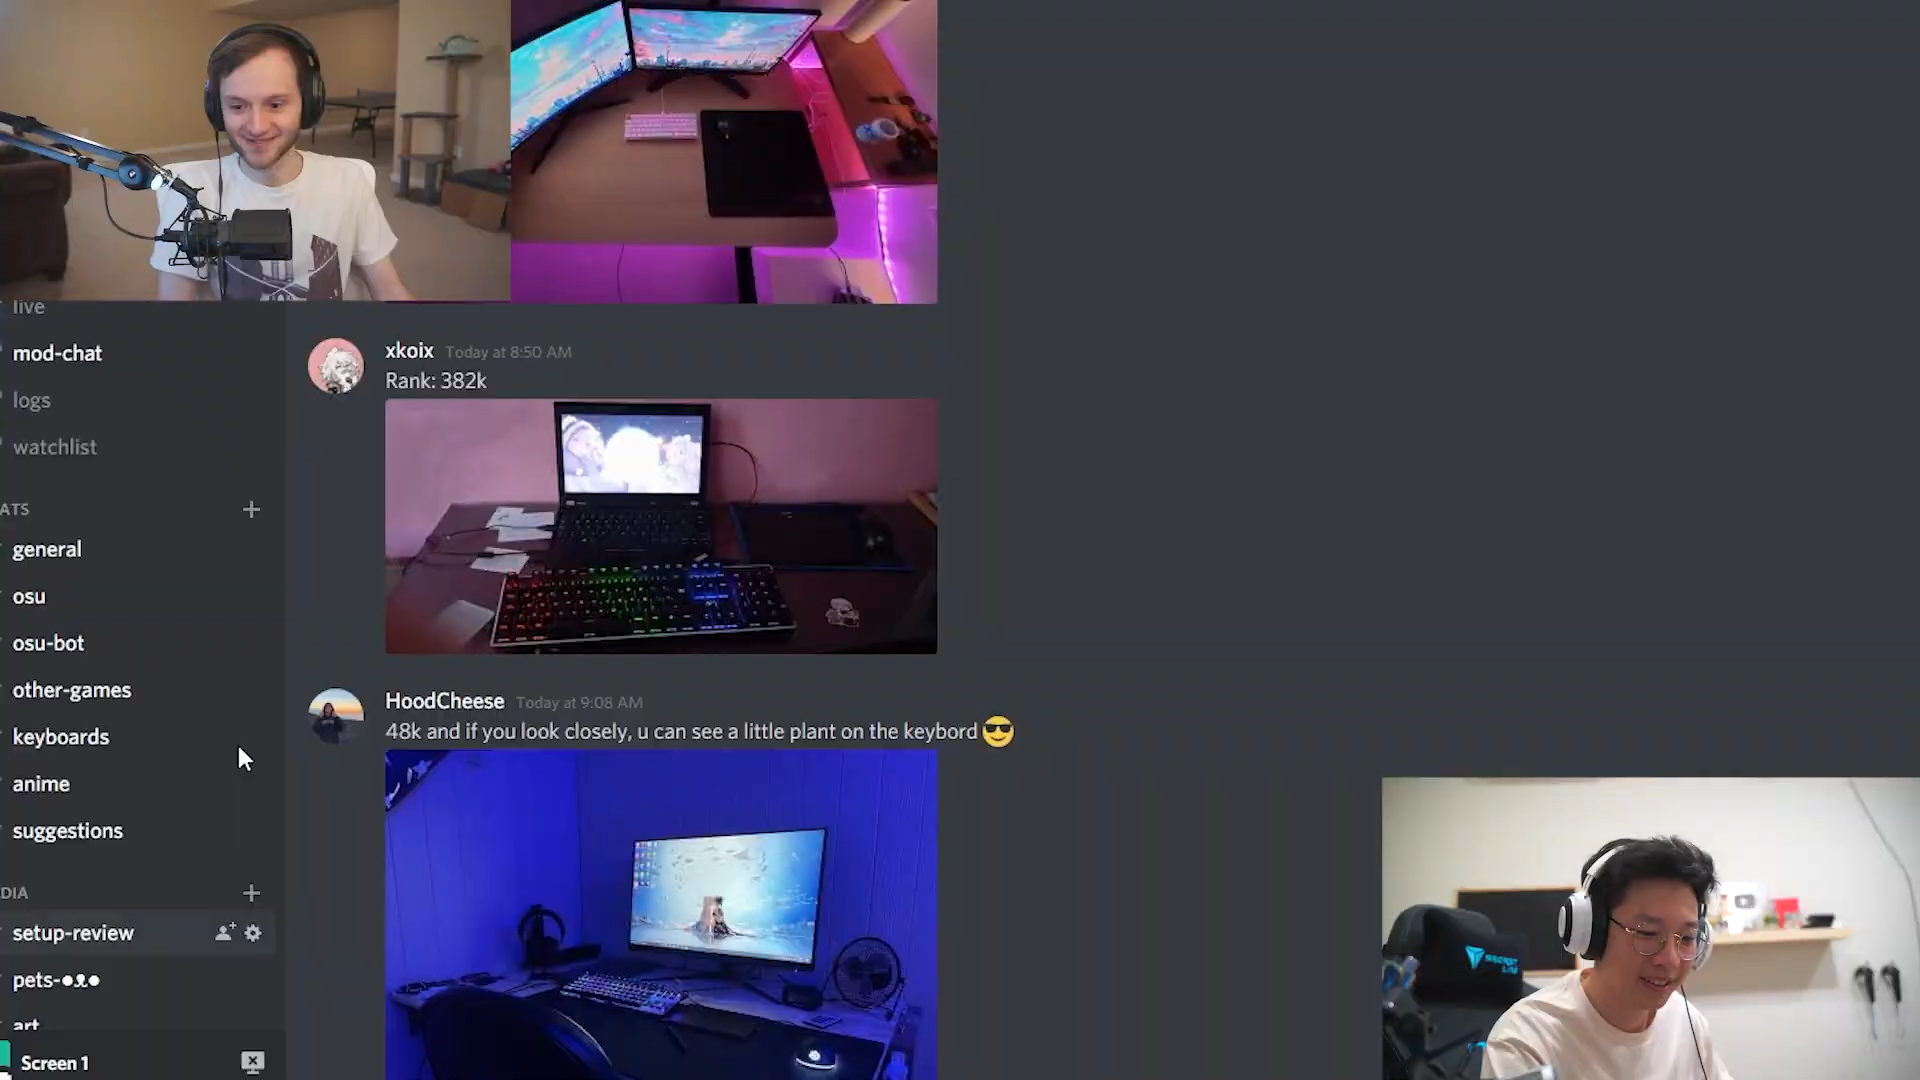 live
mod-chat
logs
watchlist
ATS
general
osu
osu-bot
other-games
keyboards
anime
suggestions
DIA
setup-review
pets-●ᴥ●
art
Screen 1
xkoix Today at 8:50 AM
Rank: 382k
HoodCheese Today at 9:08 AM
48k and if you look closely, u can see a little plant on the keybord 😎